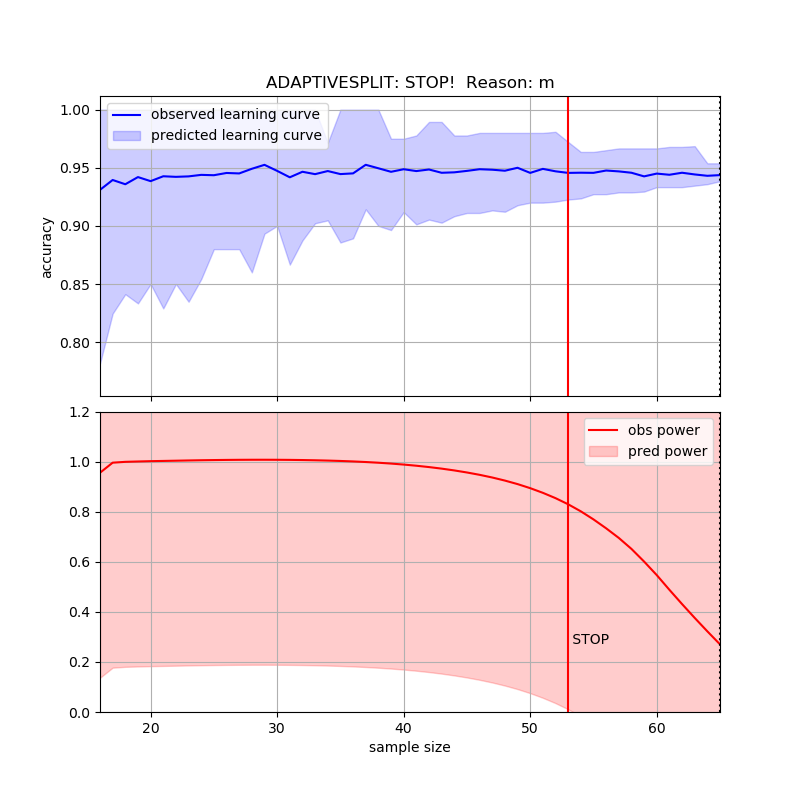 ADAPTIVESPLIT: STOP!  Reason: m
observed learning curve
predicted learning curve
1.00
0.95
0.90
0.85
0.80
accuracy
obs power
pred power
1.2
1.0
0.8
0.6
0.4
0.2
0.0
STOP
20 30 40 50 60
sample size